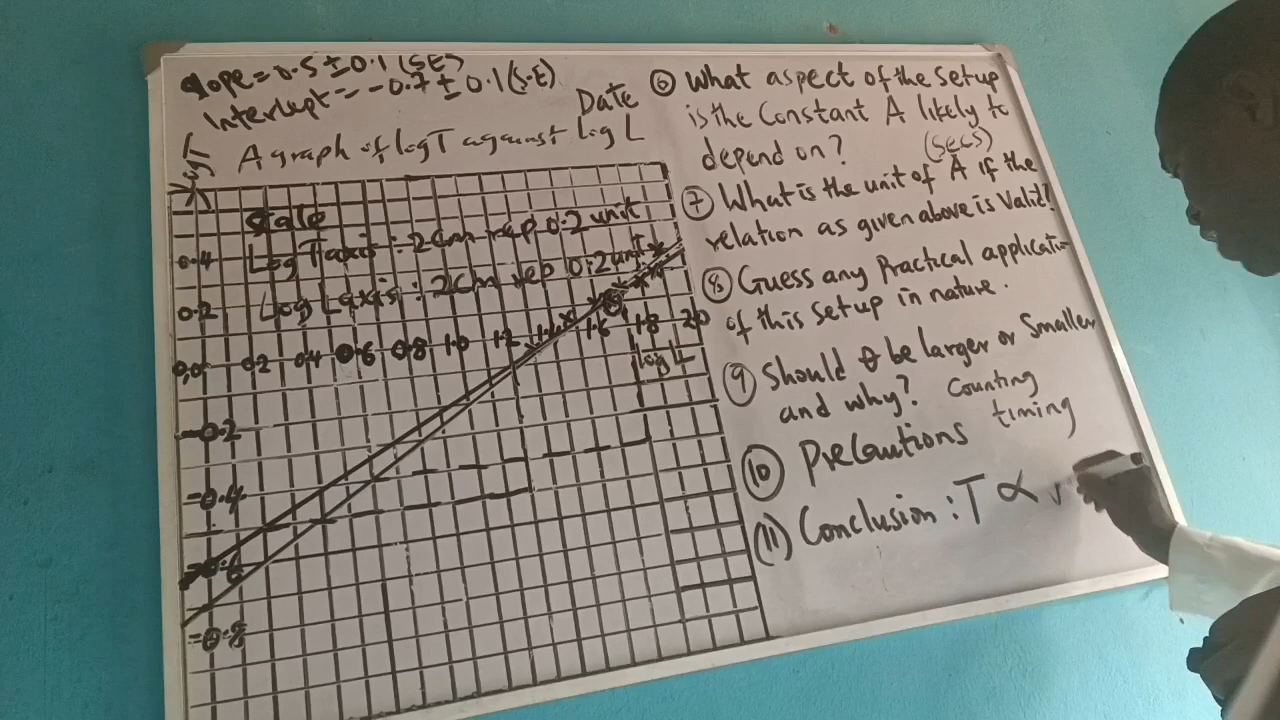 slope = 0.5 ± 0.1 (S.E)
Intercept = -0.7 ± 0.1 (S.E)
Date
A graph of log T against log L
Log T
Scale
Log T axis : 2cm rep 0.2 unit
Log L axis : 2cm rep 0.2 unit
0.4
0.2
0.0 0.2 0.4 0.6 0.8 1.0 1.2 1.4 1.6 1.8 2.0
log L
-0.2
-0.4
-0.6
-0.8
⑥ What aspect of the setup
is the Constant A likely to
depend on? (secs)
⑦ What is the unit of A if the
relation as given above is Valid?
⑧ Guess any Practical applicatn
of this setup in nature.
⑨ Should θ be larger or Smaller
and why? Counting
timing
⑩ Precautions
(11) Conclusion : T ∝